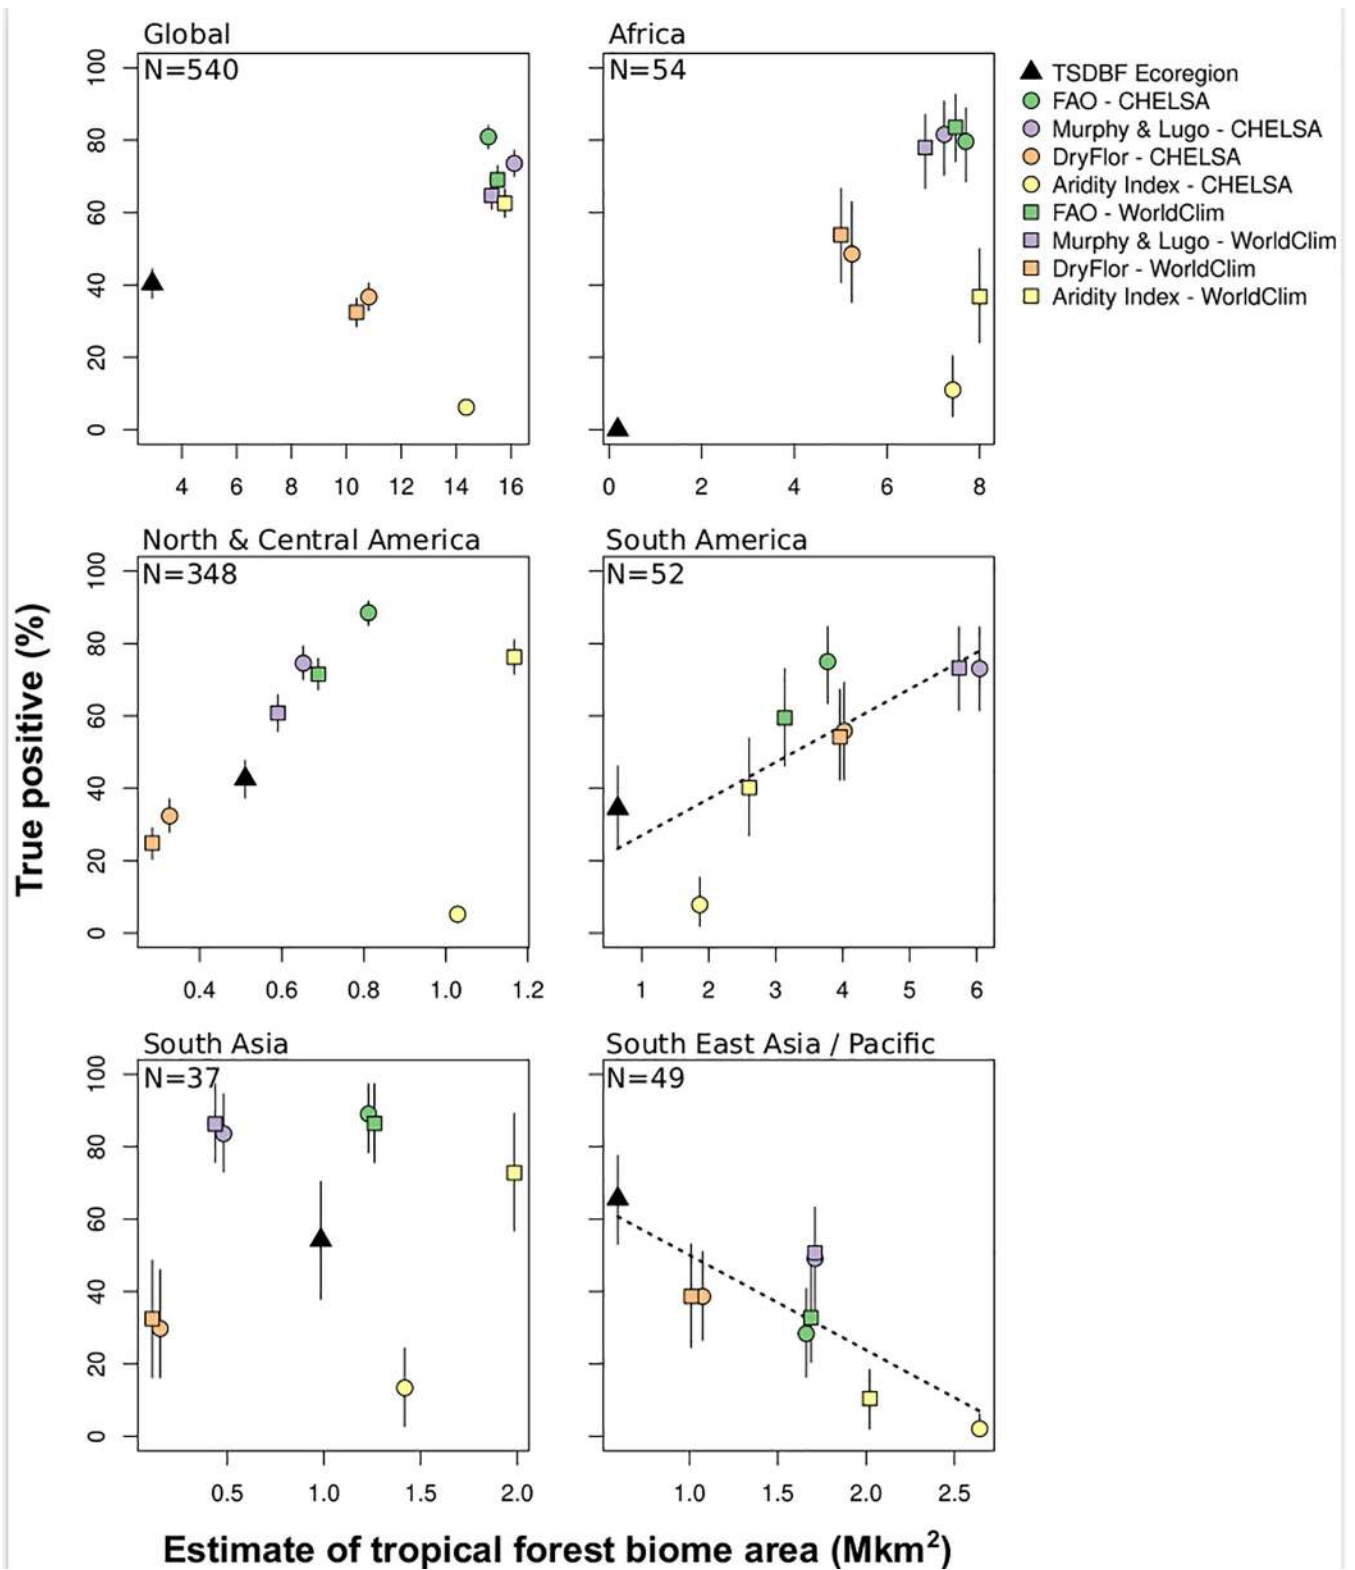 Global
N=540
100
80
60
40
20
0
4 6 8 10 12 14 16
Africa
N=54
0 2 4 6 8
TSDBF Ecoregion
FAO - CHELSA
Murphy & Lugo - CHELSA
DryFlor - CHELSA
Aridity Index - CHELSA
FAO - WorldClim
Murphy & Lugo - WorldClim
DryFlor - WorldClim
Aridity Index - WorldClim
True positive (%)
North & Central America
N=348
100
80
60
40
20
0
0.4 0.6 0.8 1.0 1.2
South America
N=52
1 2 3 4 5 6
South Asia
N=37
100
80
60
40
20
0
0.5 1.0 1.5 2.0
South East Asia / Pacific
N=49
1.0 1.5 2.0 2.5
Estimate of tropical forest biome area (Mkm²)